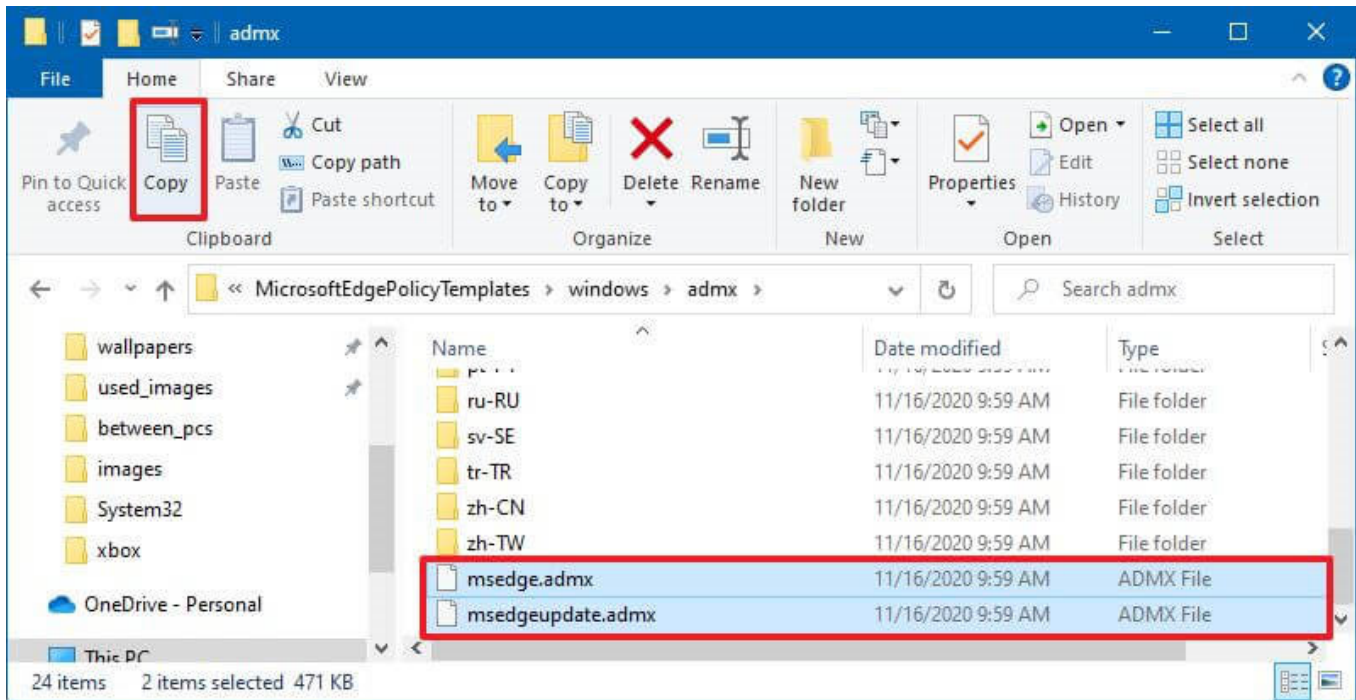 admx
File Home Share View
Pin to Quick access
Copy
Paste
Cut
Copy path
Paste shortcut
Move to
Copy to
Delete
Rename
New folder
Properties
Open
Edit
History
Select all
Select none
Invert selection
Clipboard Organize New Open Select
« MicrosoftEdgePolicyTemplates › windows › admx ›
Search admx
wallpapers
used_images
between_pcs
images
System32
xbox
OneDrive - Personal
This PC
Name Date modified Type
ru-RU 11/16/2020 9:59 AM File folder
sv-SE 11/16/2020 9:59 AM File folder
tr-TR 11/16/2020 9:59 AM File folder
zh-CN 11/16/2020 9:59 AM File folder
zh-TW 11/16/2020 9:59 AM File folder
msedge.admx 11/16/2020 9:59 AM ADMX File
msedgeupdate.admx 11/16/2020 9:59 AM ADMX File
24 items 2 items selected 471 KB